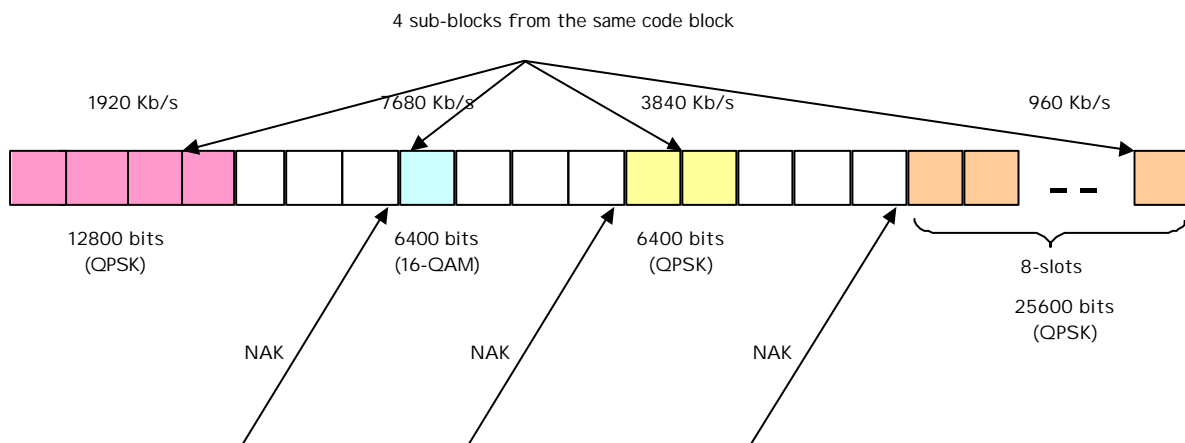 4 sub-blocks from the same code block
1920 Kb/s
7680 Kb/s
3840 Kb/s
960 Kb/s
12800 bits
(QPSK)
6400 bits
(16-QAM)
6400 bits
(QPSK)
8-slots
25600 bits
(QPSK)
NAK
NAK
NAK